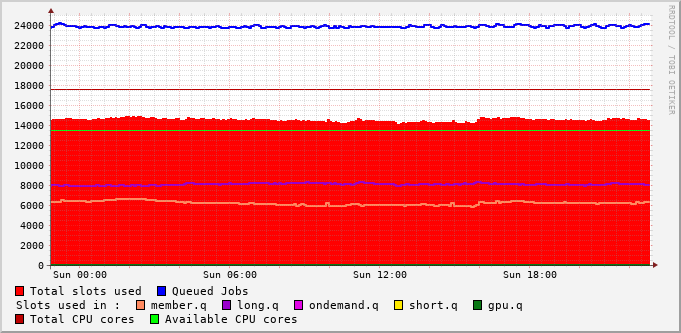 RRDTOOL / TOBI OETIKER
24000
22000
20000
18000
16000
14000
12000
10000
8000
6000
4000
2000
0
Sun 00:00 Sun 06:00 Sun 12:00 Sun 18:00
Total slots used Queued Jobs
Slots used in : member.q long.q ondemand.q short.q gpu.q
Total CPU cores Available CPU cores